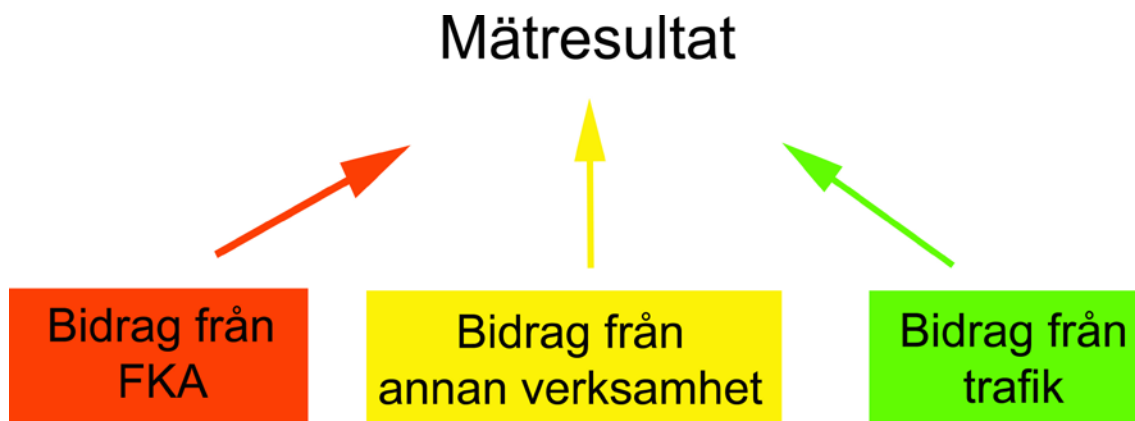 Mätresultat
Bidrag från
FKA
Bidrag från
annan verksamhet
Bidrag från
trafik